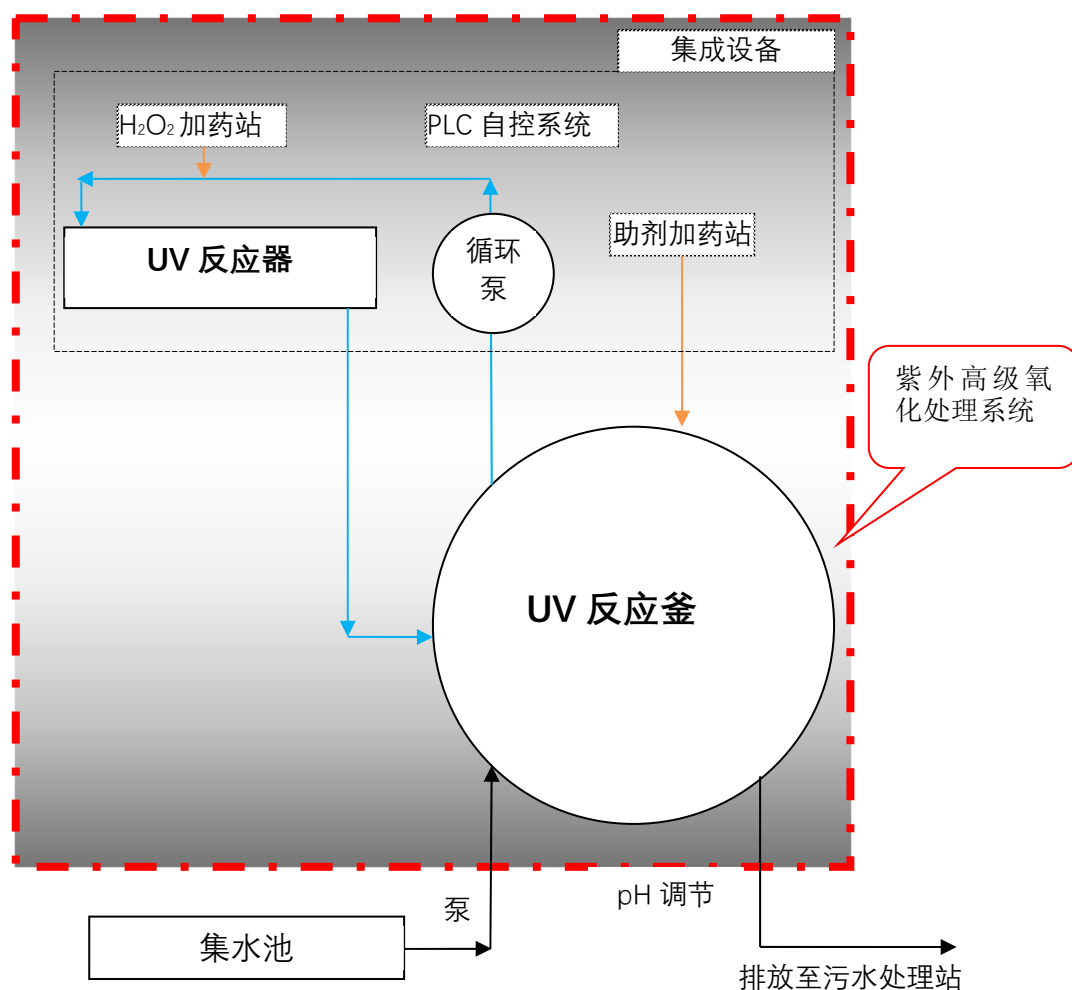 集成设备
H₂O₂ 加药站
PLC 自控系统
UV 反应器
循环
泵
助剂加药站
紫外高级氧
化处理系统
UV 反应釜
pH 调节
泵
集水池
排放至污水处理站